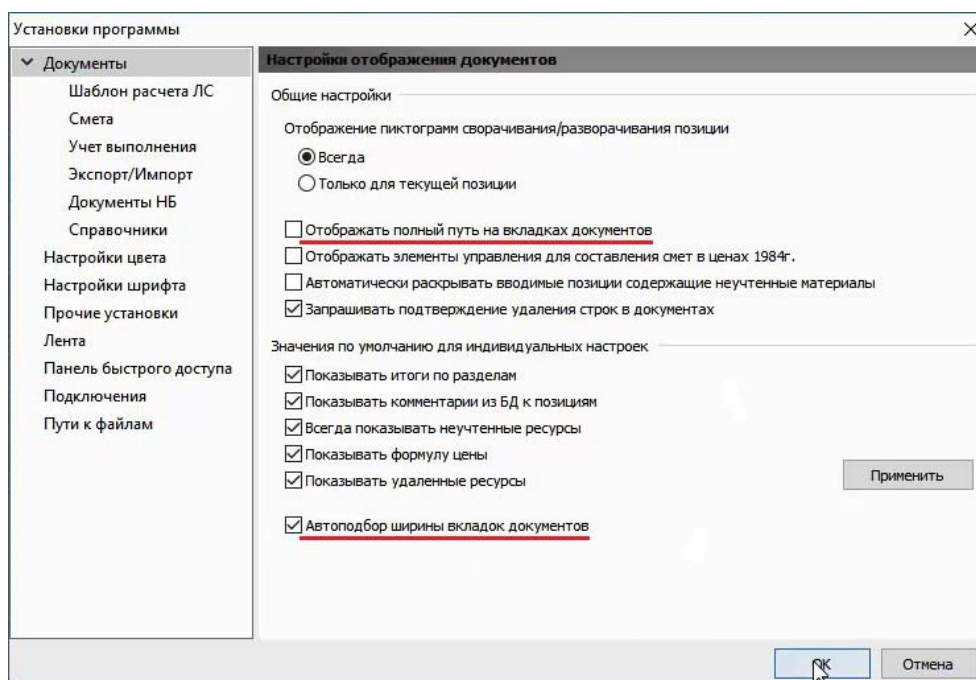 Установки программы
Документы
Шаблон расчета ЛС
Смета
Учет выполнения
Экспорт/Импорт
Документы НБ
Справочники
Настройки цвета
Настройки шрифта
Прочие установки
Лента
Панель быстрого доступа
Подключения
Пути к файлам
Настройки отображения документов
Общие настройки
Отображение пиктограмм сворачивания/разворачивания позиции
Всегда
Только для текущей позиции
Отображать полный путь на вкладках документов
Отображать элементы управления для составления смет в ценах 1984г.
Автоматически раскрывать вводимые позиции содержащие неучтенные материалы
Запрашивать подтверждение удаления строк в документах
Значения по умолчанию для индивидуальных настроек
Показывать итоги по разделам
Показывать комментарии из БД к позициям
Всегда показывать неучтенные ресурсы
Показывать формулу цены
Показывать удаленные ресурсы
Применить
Автоподбор ширины вкладок документов
ОК Отмена